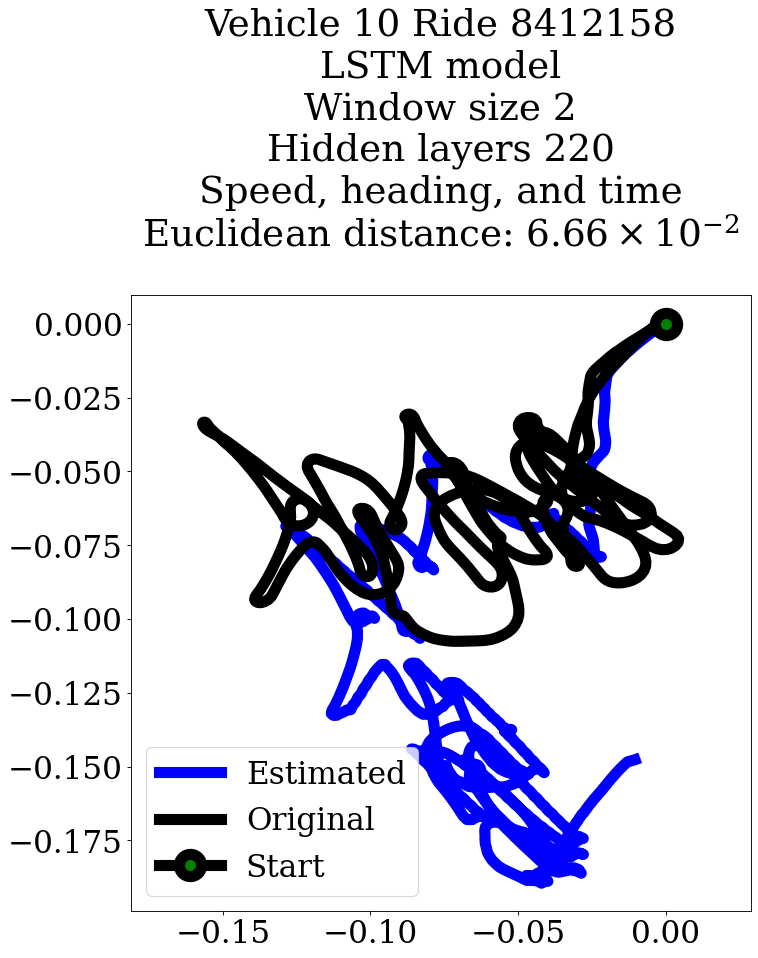 Vehicle 10 Ride 8412158
LSTM model
Window size 2
Hidden layers 220
Speed, heading, and time
Euclidean distance: 6.66 × 10⁻²
0.000
−0.025
−0.050
−0.075
−0.100
−0.125
−0.150
−0.175
Estimated
Original
Start
−0.15
−0.10
−0.05
0.00